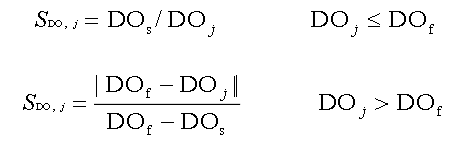 S_DO, j = DO_s / DO_j    DO_j ≤ DO_f
S_DO, j = | DO_f − DO_j || / DO_f − DO_s    DO_j > DO_f